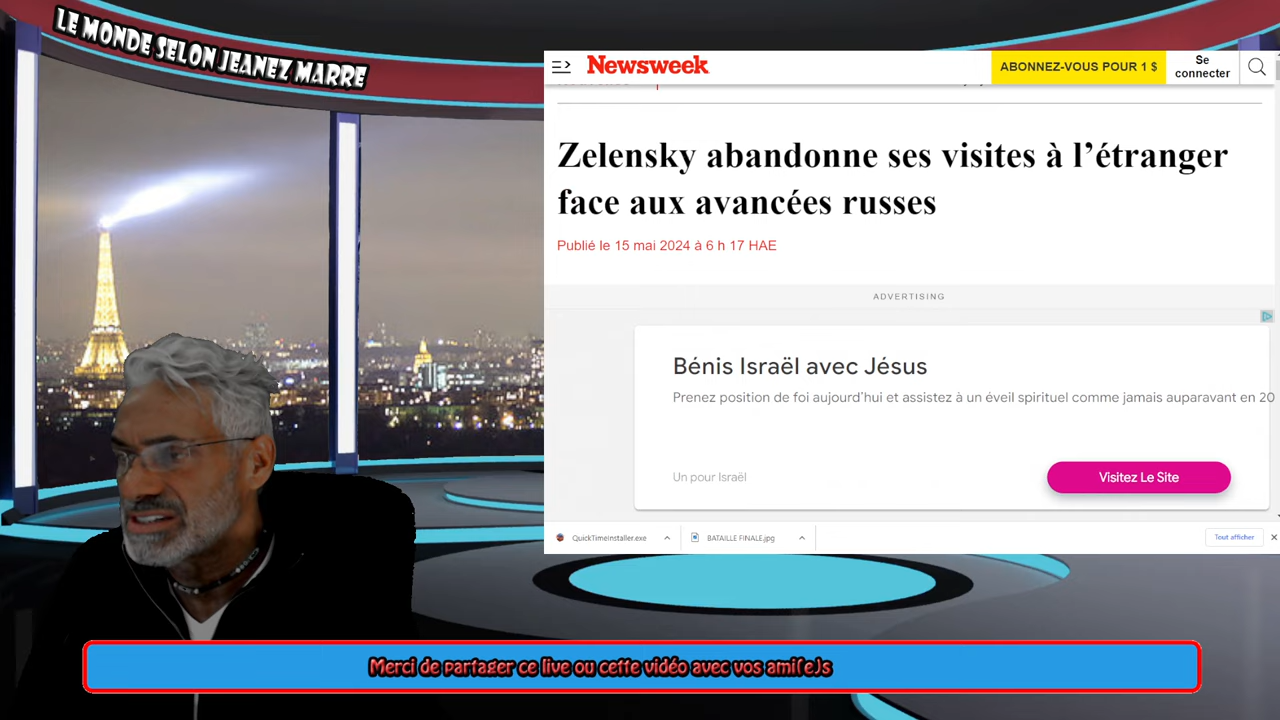 LE MONDE SELON JEANEZ MARRE
Newsweek
ABONNEZ-VOUS POUR 1 $
Se
connecter
Zelensky abandonne ses visites à l’étranger
face aux avancées russes
Publié le 15 mai 2024 à 6 h 17 HAE
ADVERTISING
Bénis Israël avec Jésus
Prenez position de foi aujourd'hui et assistez à un éveil spirituel comme jamais auparavant en 20
Un pour Israël
Visitez Le Site
QuickTimeInstaller.exe
BATAILLE FINALE.jpg
Tout afficher
Merci de partager ce live ou cette vidéo avec vos ami(e)s